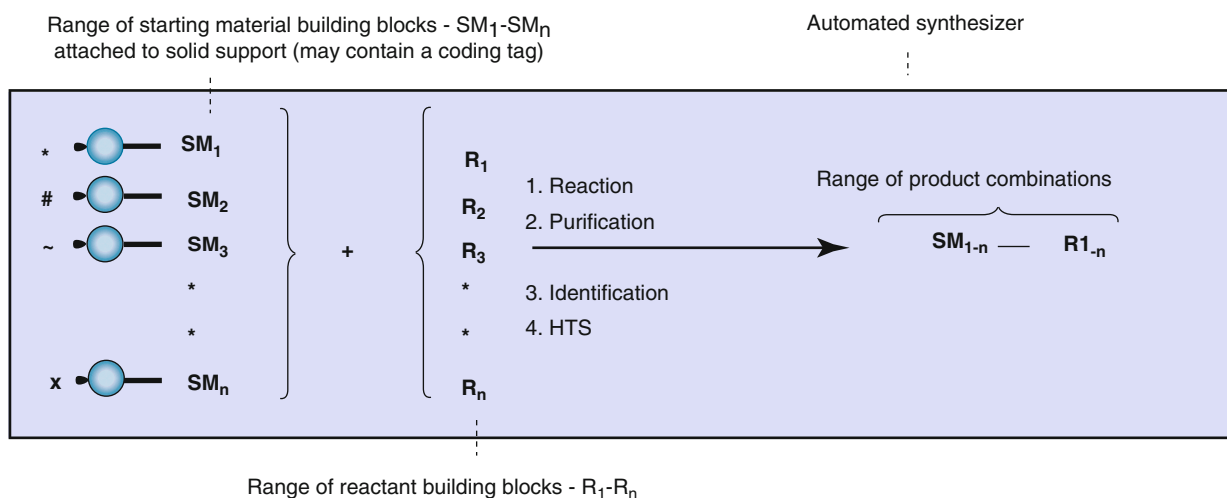 Range of starting material building blocks - SM₁-SMₙ
attached to solid support (may contain a coding tag)
Automated synthesizer
* SM₁
# SM₂
~ SM₃
*
*
x SMₙ
+
R₁
R₂
R₃
*
*
Rₙ
1. Reaction
2. Purification
3. Identification
4. HTS
Range of product combinations
SM₁₋ₙ — R1₋ₙ
Range of reactant building blocks - R₁-Rₙ